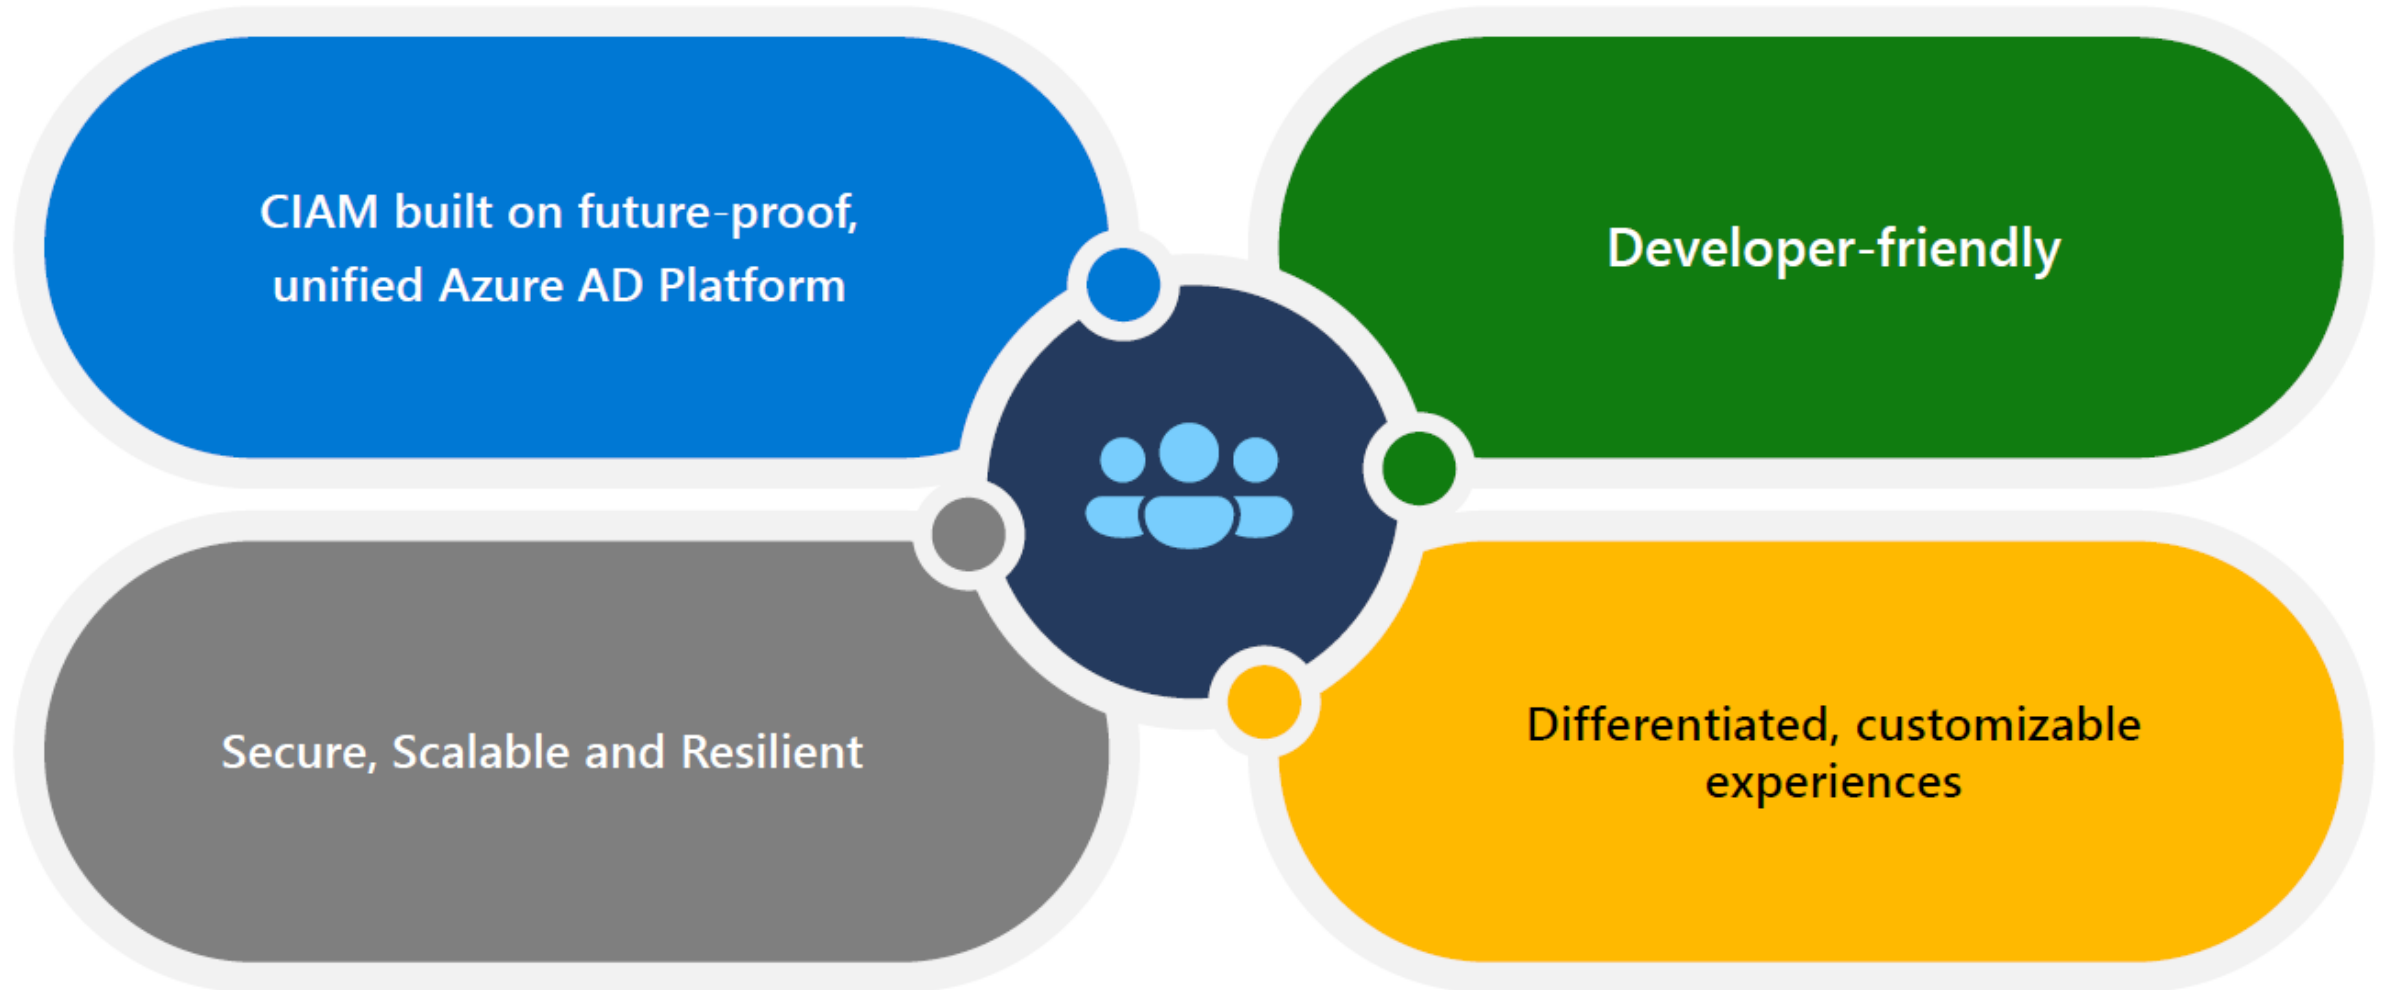 CIAM built on future-proof,
unified Azure AD Platform
Developer-friendly
Secure, Scalable and Resilient
Differentiated, customizable
experiences